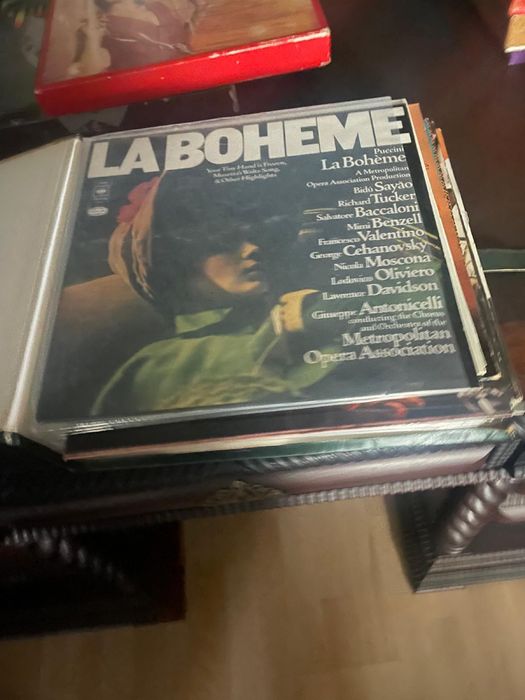 LA BOHEME
Your Tiny Hand is Frozen,
Musetta's Waltz Song,
& Other Highlights
Puccini
La Bohème
A Metropolitan
Opera Association Production
Bidú Sayão
Richard Tucker
Salvatore Baccaloni
Mimi Benzell
Francesco Valentino
George Cehanovsky
Nicola Moscona
Lodovico Oliviero
Lawrence Davidson
Giuseppe Antonicelli
conducting the Chorus
and Orchestra of the
Metropolitan
Opera Association